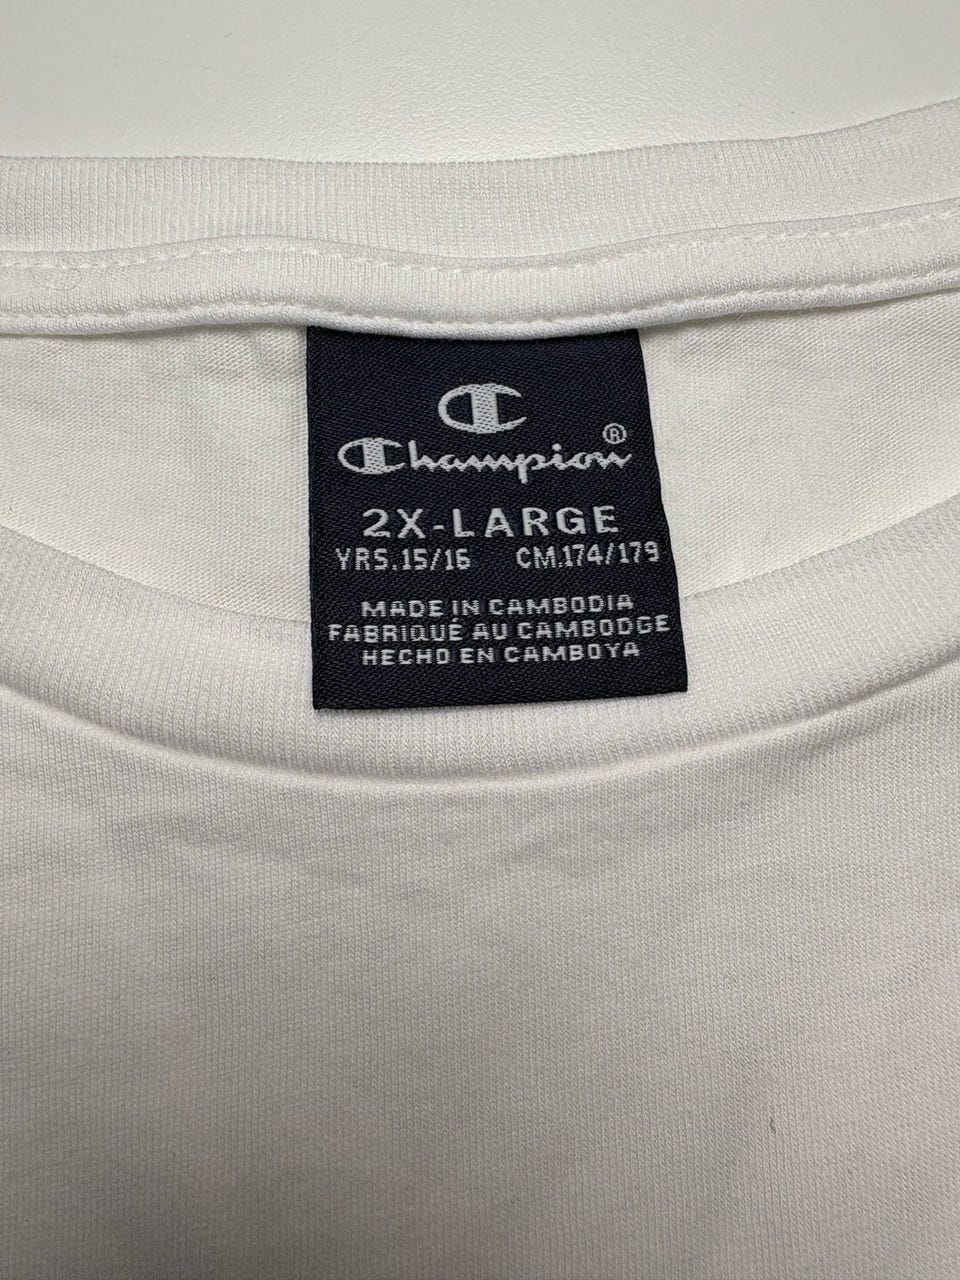 Champion®
2X-LARGE
YRS.15/16 CM.174/179
MADE IN CAMBODIA
FABRIQUÉ AU CAMBODGE
HECHO EN CAMBOYA